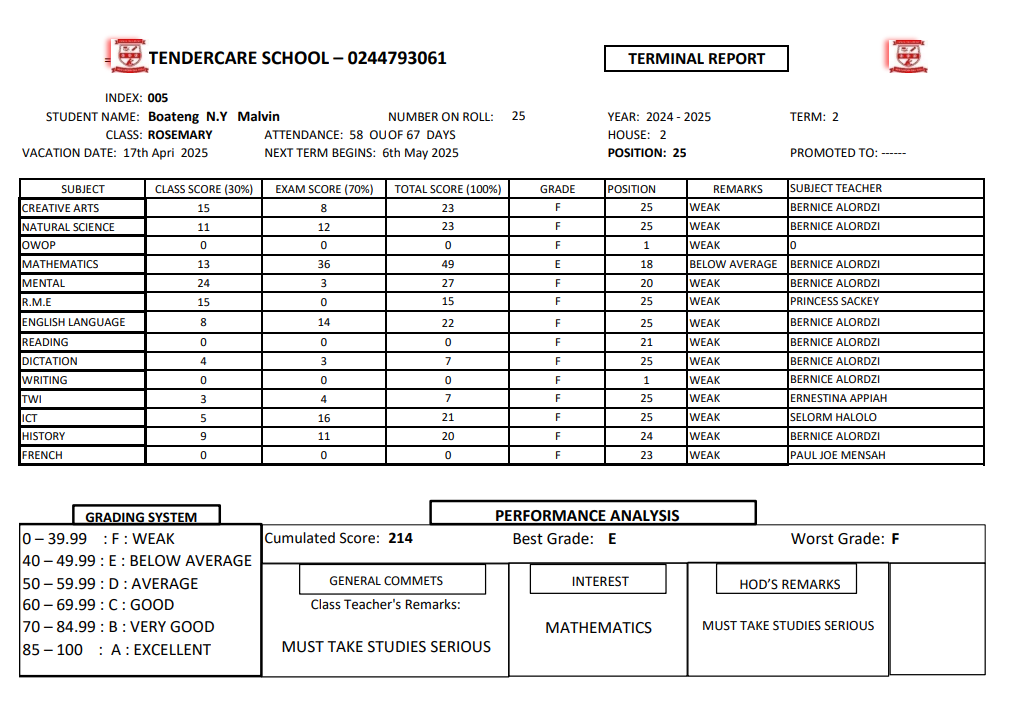 TENDERCARE SCHOOL – 0244793061 TERMINAL REPORT
INDEX: 005
STUDENT NAME: Boateng N.Y Malvin NUMBER ON ROLL: 25 YEAR: 2024 - 2025 TERM: 2
CLASS: ROSEMARY ATTENDANCE: 58 OU OF 67 DAYS HOUSE: 2
VACATION DATE: 17th Apri 2025 NEXT TERM BEGINS: 6th May 2025 POSITION: 25 PROMOTED TO: ------
SUBJECT CLASS SCORE (30%) EXAM SCORE (70%) TOTAL SCORE (100%) GRADE POSITION REMARKS SUBJECT TEACHER
CREATIVE ARTS 15 8 23 F 25 WEAK BERNICE ALORDZI
NATURAL SCIENCE 11 12 23 F 25 WEAK BERNICE ALORDZI
OWOP 0 0 0 F 1 WEAK 0
MATHEMATICS 13 36 49 E 18 BELOW AVERAGE BERNICE ALORDZI
MENTAL 24 3 27 F 20 WEAK BERNICE ALORDZI
R.M.E 15 0 15 F 25 WEAK PRINCESS SACKEY
ENGLISH LANGUAGE 8 14 22 F 25 WEAK BERNICE ALORDZI
READING 0 0 0 F 21 WEAK BERNICE ALORDZI
DICTATION 4 3 7 F 25 WEAK BERNICE ALORDZI
WRITING 0 0 0 F 1 WEAK BERNICE ALORDZI
TWI 3 4 7 F 25 WEAK ERNESTINA APPIAH
ICT 5 16 21 F 25 WEAK SELORM HALOLO
HISTORY 9 11 20 F 24 WEAK BERNICE ALORDZI
FRENCH 0 0 0 F 23 WEAK PAUL JOE MENSAH
GRADING SYSTEM PERFORMANCE ANALYSIS
0 – 39.99 : F : WEAK
40 – 49.99 : E : BELOW AVERAGE
50 – 59.99 : D : AVERAGE
60 – 69.99 : C : GOOD
70 – 84.99 : B : VERY GOOD
85 – 100 : A : EXCELLENT
Cumulated Score: 214 Best Grade: E Worst Grade: F
GENERAL COMMETS
Class Teacher's Remarks:
MUST TAKE STUDIES SERIOUS
INTEREST
MATHEMATICS
HOD'S REMARKS
MUST TAKE STUDIES SERIOUS